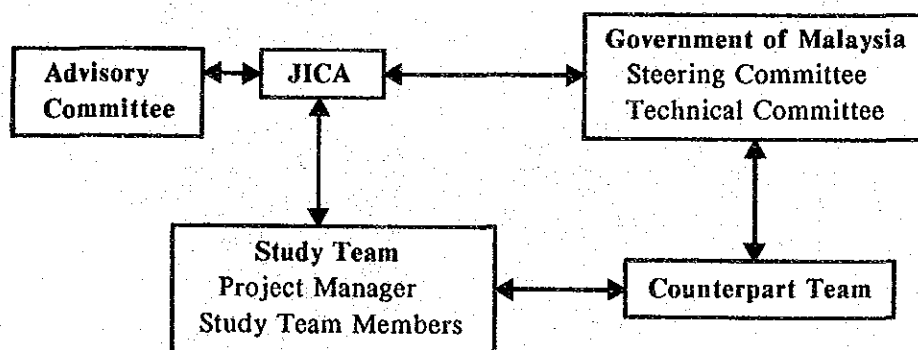 Advisory
Committee
JICA
Government of Malaysia
Steering Committee
Technical Committee
Study Team
Project Manager
Study Team Members
Counterpart Team